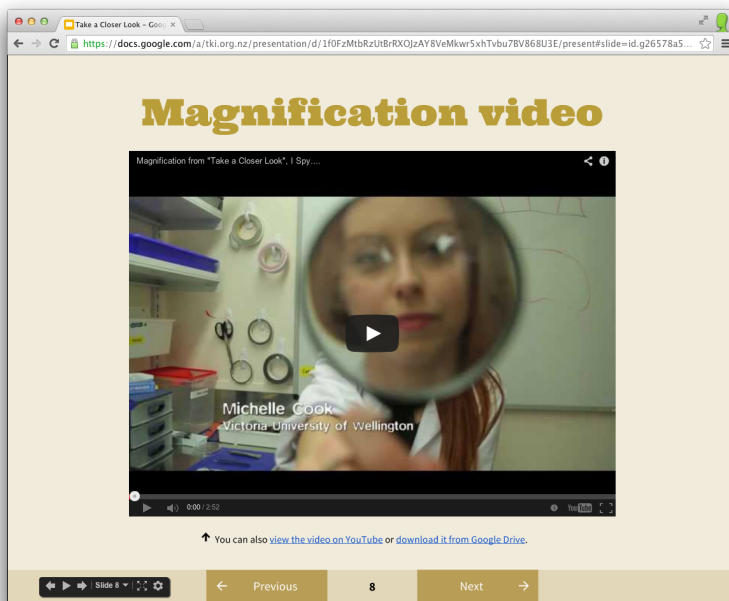 Take a Closer Look – Goog
https://docs.google.com/a/tki.org.nz/presentation/d/1f0FzMtbRzUtBrRXOJzAY8VeMkwr5xhTvbu7BV868U3E/present#slide=id.g26578a5...
Magnification video
Magnification from "Take a Closer Look", I Spy....
Michelle Cook
Victoria University of Wellington
0:00 / 2:52
YouTube
You can also view the video on YouTube or download it from Google Drive.
Slide 8
Previous
8
Next